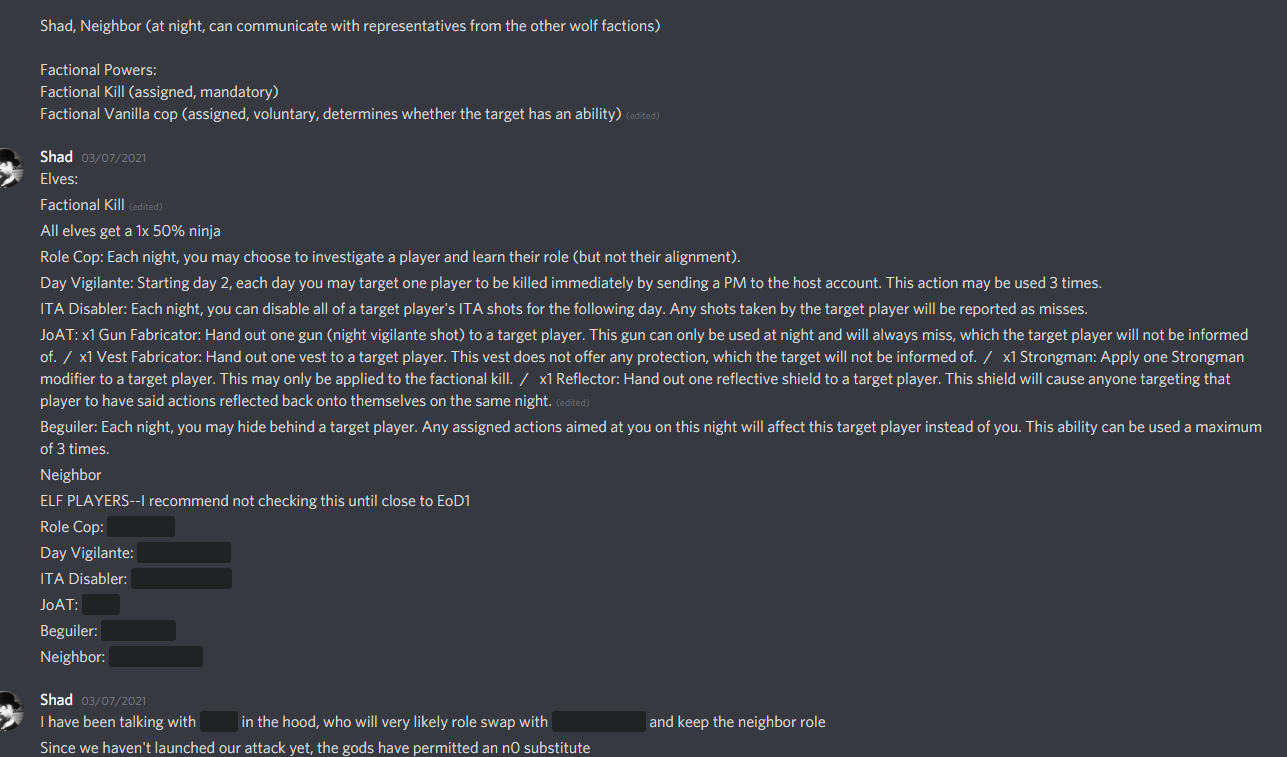 Shad, Neighbor (at night, can communicate with representatives from the other wolf factions)
Factional Powers:
Factional Kill (assigned, mandatory)
Factional Vanilla cop (assigned, voluntary, determines whether the target has an ability) (edited)
Shad 03/07/2021
Elves:
Factional Kill (edited)
All elves get a 1x 50% ninja
Role Cop: Each night, you may choose to investigate a player and learn their role (but not their alignment).
Day Vigilante: Starting day 2, each day you may target one player to be killed immediately by sending a PM to the host account. This action may be used 3 times.
ITA Disabler: Each night, you can disable all of a target player's ITA shots for the following day. Any shots taken by the target player will be reported as misses.
JoAT: x1 Gun Fabricator: Hand out one gun (night vigilante shot) to a target player. This gun can only be used at night and will always miss, which the target player will not be informed
of. / x1 Vest Fabricator: Hand out one vest to a target player. This vest does not offer any protection, which the target will not be informed of. / x1 Strongman: Apply one Strongman
modifier to a target player. This may only be applied to the factional kill. / x1 Reflector: Hand out one reflective shield to a target player. This shield will cause anyone targeting that
player to have said actions reflected back onto themselves on the same night. (edited)
Beguiler: Each night, you may hide behind a target player. Any assigned actions aimed at you on this night will affect this target player instead of you. This ability can be used a maximum
of 3 times.
Neighbor
ELF PLAYERS--I recommend not checking this until close to EoD1
Role Cop:
Day Vigilante:
ITA Disabler:
JoAT:
Beguiler:
Neighbor:
Shad 03/07/2021
I have been talking with in the hood, who will very likely role swap with and keep the neighbor role
Since we haven't launched our attack yet, the gods have permitted an n0 substitute